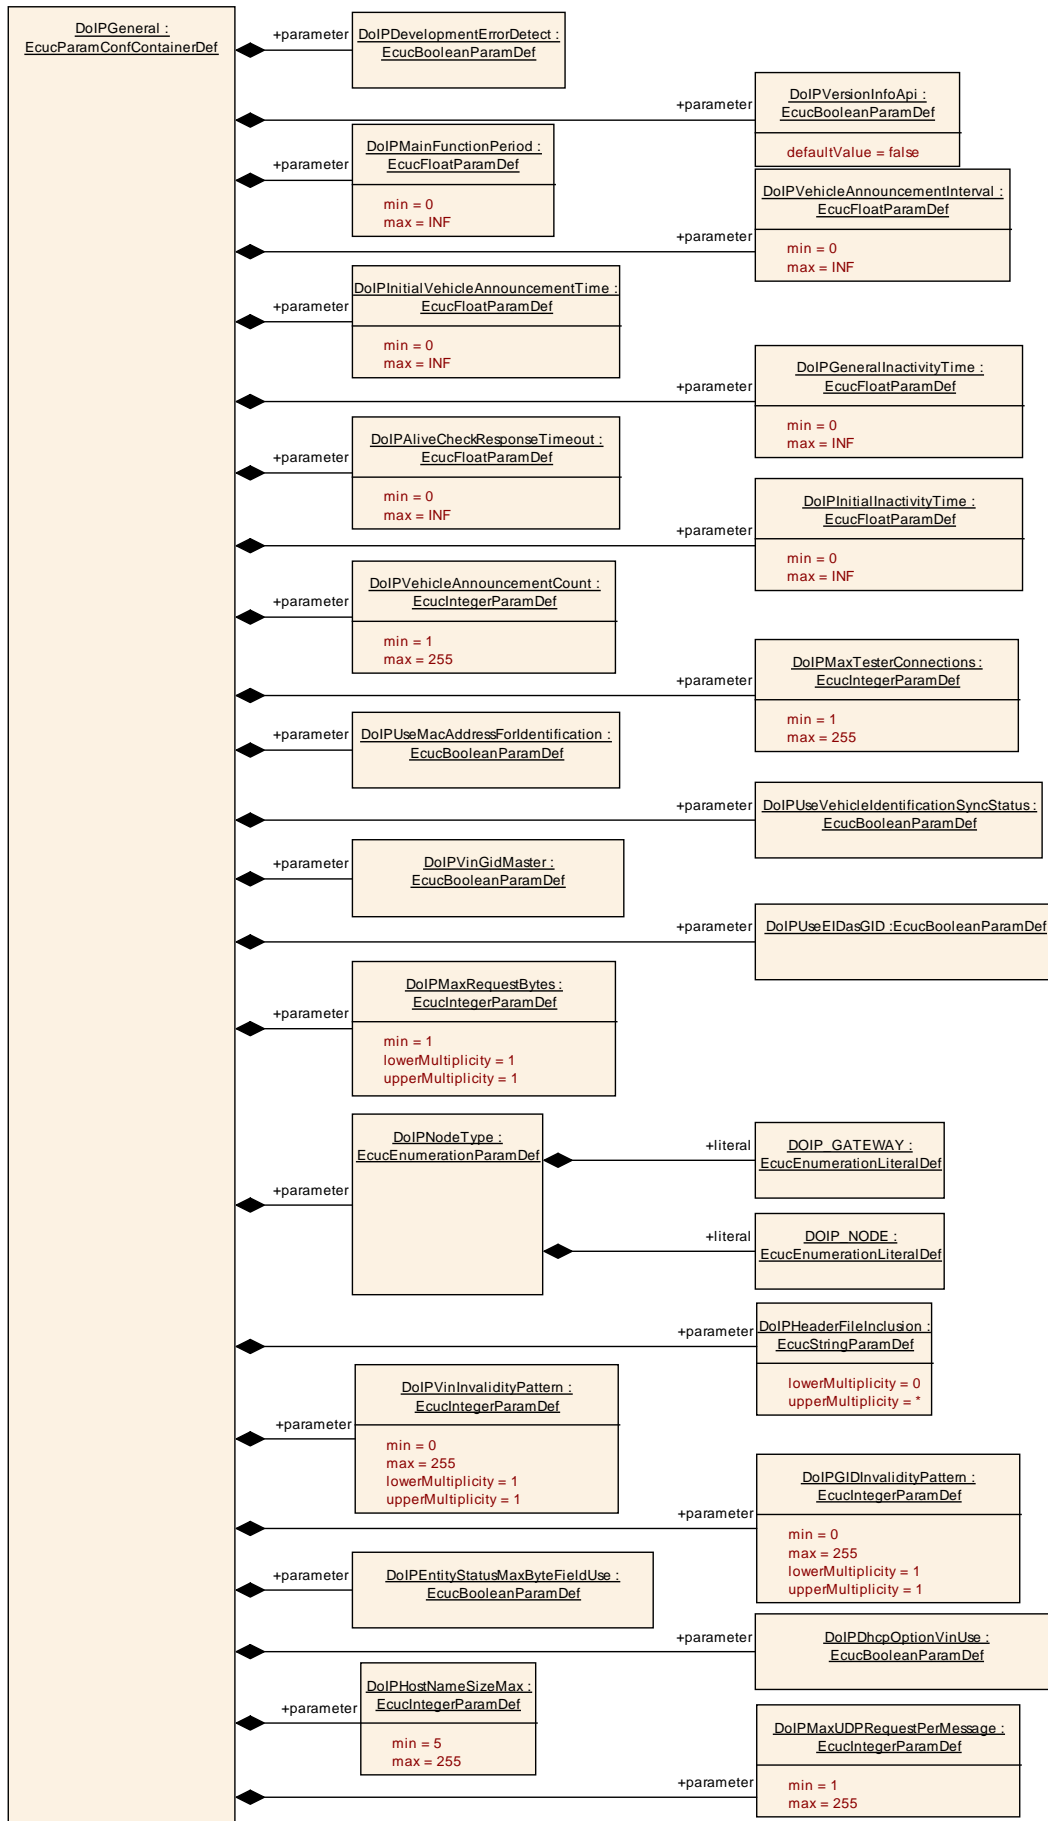 DoIPGeneral :
EcucParamConfContainerDef
+parameter
DoIPDevelopmentErrorDetect :
EcucBooleanParamDef
+parameter
DoIPVersionInfoApi :
EcucBooleanParamDef
defaultValue = false
+parameter
DoIPMainFunctionPeriod :
EcucFloatParamDef
min = 0
max = INF
+parameter
DoIPVehicleAnnouncementInterval :
EcucFloatParamDef
min = 0
max = INF
+parameter
DoIPInitialVehicleAnnouncementTime :
EcucFloatParamDef
min = 0
max = INF
+parameter
DoIPGeneralInactivityTime :
EcucFloatParamDef
min = 0
max = INF
+parameter
DoIPAliveCheckResponseTimeout :
EcucFloatParamDef
min = 0
max = INF
+parameter
DoIPInitialInactivityTime :
EcucFloatParamDef
min = 0
max = INF
+parameter
DoIPVehicleAnnouncementCount :
EcucIntegerParamDef
min = 1
max = 255
+parameter
DoIPMaxTesterConnections :
EcucIntegerParamDef
min = 1
max = 255
+parameter
DoIPUseMacAddressForIdentification :
EcucBooleanParamDef
+parameter
DoIPUseVehicleIdentificationSyncStatus :
EcucBooleanParamDef
+parameter
DoIPVinGidMaster :
EcucBooleanParamDef
+parameter
DoIPUseEIDasGID :EcucBooleanParamDef
+parameter
DoIPMaxRequestBytes :
EcucIntegerParamDef
min = 1
lowerMultiplicity = 1
upperMultiplicity = 1
+parameter
DoIPNodeType :
EcucEnumerationParamDef
+literal
DOIP_GATEWAY :
EcucEnumerationLiteralDef
+literal
DOIP_NODE :
EcucEnumerationLiteralDef
+parameter
DoIPHeaderFileInclusion :
EcucStringParamDef
lowerMultiplicity = 0
upperMultiplicity = *
+parameter
DoIPVinInvalidityPattern :
EcucIntegerParamDef
min = 0
max = 255
lowerMultiplicity = 1
upperMultiplicity = 1
+parameter
DoIPGIDInvalidityPattern :
EcucIntegerParamDef
min = 0
max = 255
lowerMultiplicity = 1
upperMultiplicity = 1
+parameter
DoIPEntityStatusMaxByteFieldUse :
EcucBooleanParamDef
+parameter
DoIPDhcpOptionVinUse :
EcucBooleanParamDef
+parameter
DoIPHostNameSizeMax :
EcucIntegerParamDef
min = 5
max = 255
+parameter
DoIPMaxUDPRequestPerMessage :
EcucIntegerParamDef
min = 1
max = 255